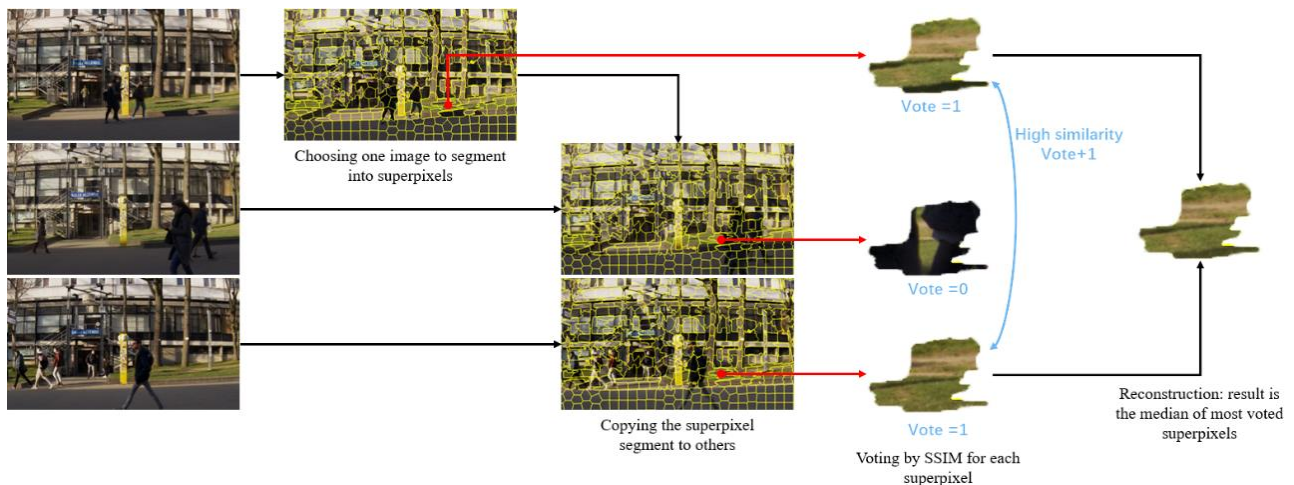 Choosing one image to segment
into superpixels
Copying the superpixel
segment to others
Vote =1
High similarity
Vote+1
Vote =0
Vote =1
Voting by SSIM for each
superpixel
Reconstruction: result is
the median of most voted
superpixels